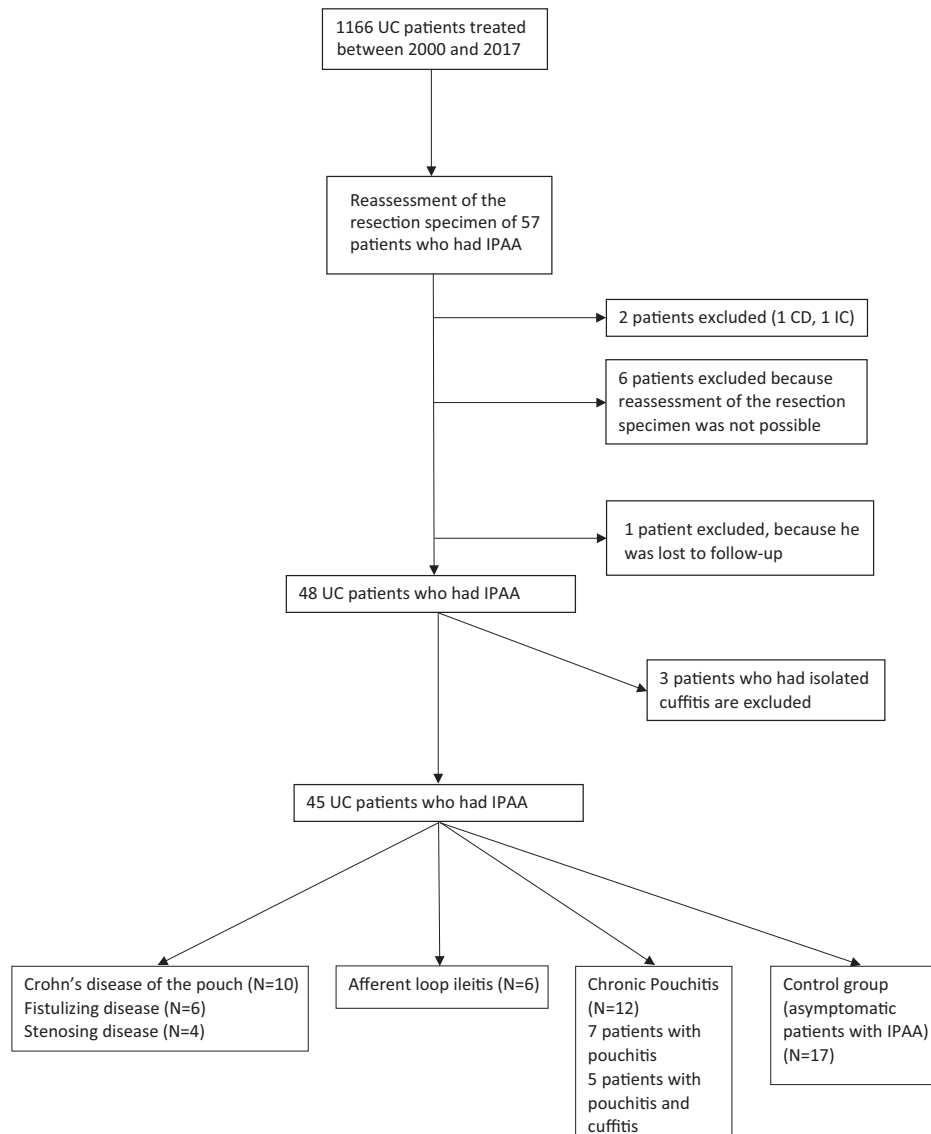 1166 UC patients treated
between 2000 and 2017
Reassessment of the
resection specimen of 57
patients who had IPAA
2 patients excluded (1 CD, 1 IC)
6 patients excluded because
reassessment of the resection
specimen was not possible
1 patient excluded, because he
was lost to follow-up
48 UC patients who had IPAA
3 patients who had isolated
cuffitis are excluded
45 UC patients who had IPAA
Crohn's disease of the pouch (N=10)
Fistulizing disease (N=6)
Stenosing disease (N=4)
Afferent loop ileitis (N=6)
Chronic Pouchitis
(N=12)
7 patients with
pouchitis
5 patients with
pouchitis and
cuffitis
Control group
(asymptomatic
patients with IPAA)
(N=17)